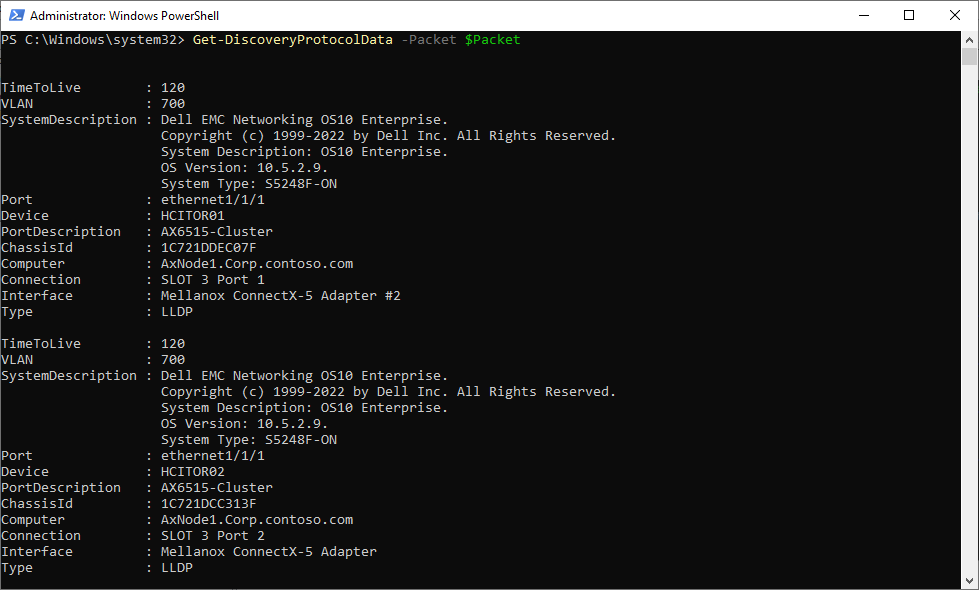 Administrator: Windows PowerShell
PS C:\Windows\system32> Get-DiscoveryProtocolData -Packet $Packet
TimeToLive : 120
VLAN : 700
SystemDescription : Dell EMC Networking OS10 Enterprise.
Copyright (c) 1999-2022 by Dell Inc. All Rights Reserved.
System Description: OS10 Enterprise.
OS Version: 10.5.2.9.
System Type: S5248F-ON
Port : ethernet1/1/1
Device : HCITOR01
PortDescription : AX6515-Cluster
ChassisId : 1C721DDEC07F
Computer : AxNode1.Corp.contoso.com
Connection : SLOT 3 Port 1
Interface : Mellanox ConnectX-5 Adapter #2
Type : LLDP
TimeToLive : 120
VLAN : 700
SystemDescription : Dell EMC Networking OS10 Enterprise.
Copyright (c) 1999-2022 by Dell Inc. All Rights Reserved.
System Description: OS10 Enterprise.
OS Version: 10.5.2.9.
System Type: S5248F-ON
Port : ethernet1/1/1
Device : HCITOR02
PortDescription : AX6515-Cluster
ChassisId : 1C721DCC313F
Computer : AxNode1.Corp.contoso.com
Connection : SLOT 3 Port 2
Interface : Mellanox ConnectX-5 Adapter
Type : LLDP